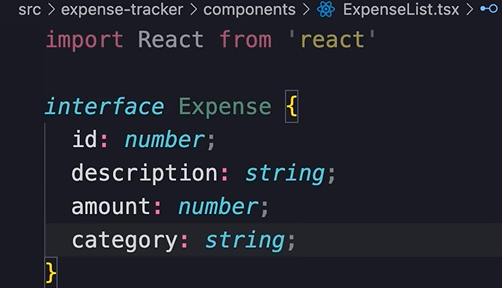 src > expense-tracker > components > ExpenseList.tsx >
import React from 'react'
interface Expense {
  id: number;
  description: string;
  amount: number;
  category: string;
}